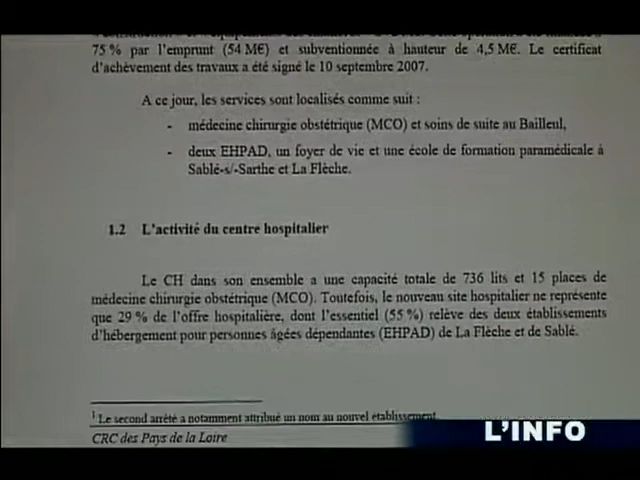 75 % par l'emprunt (54 M€) et subventionnée à hauteur de 4,5 M€. Le certificat
d'achèvement des travaux a été signé le 10 septembre 2007.
A ce jour, les services sont localisés comme suit :
- médecine chirurgie obstétrique (MCO) et soins de suite au Bailleul,
- deux EHPAD, un foyer de vie et une école de formation paramédicale à
Sablé-s/-Sarthe et La Flèche.
1.2 L'activité du centre hospitalier
Le CH dans son ensemble a une capacité totale de 736 lits et 15 places de
médecine chirurgie obstétrique (MCO). Toutefois, le nouveau site hospitalier ne représente
que 29 % de l'offre hospitalière, dont l'essentiel (55 %) relève des deux établissements
d'hébergement pour personnes âgées dépendantes (EHPAD) de La Flèche et de Sablé.
1 Le second arrêté a notamment attribué un nom au nouvel établissement.
CRC des Pays de la Loire
L'INFO